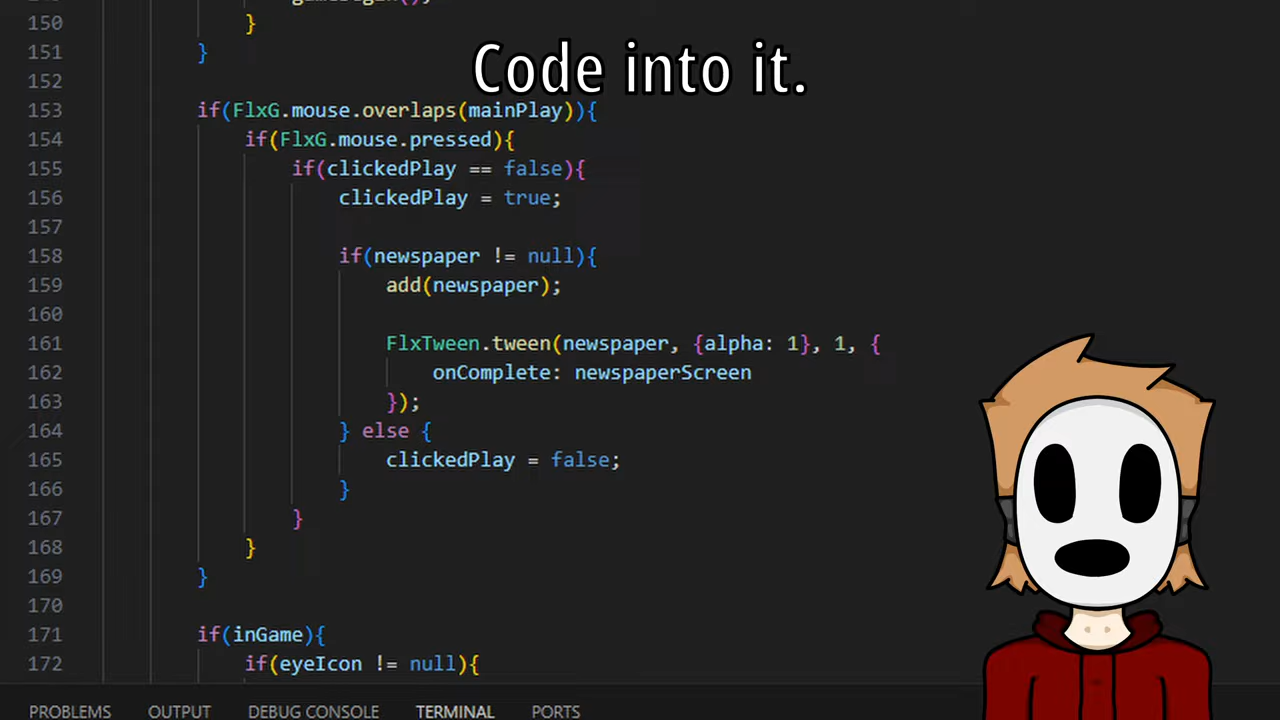 150 }
151 }
Code into it.
152
153 if(FlxG.mouse.overlaps(mainPlay)){
154 if(FlxG.mouse.pressed){
155 if(clickedPlay == false){
156 clickedPlay = true;
157
158 if(newspaper != null){
159 add(newspaper);
160
161 FlxTween.tween(newspaper, {alpha: 1}, 1, {
162 onComplete: newspaperScreen
163 });
164 } else {
165 clickedPlay = false;
166 }
167 }
168 }
169 }
170
171 if(inGame){
172 if(eyeIcon != null){
PROBLEMS OUTPUT DEBUG CONSOLE TERMINAL PORTS